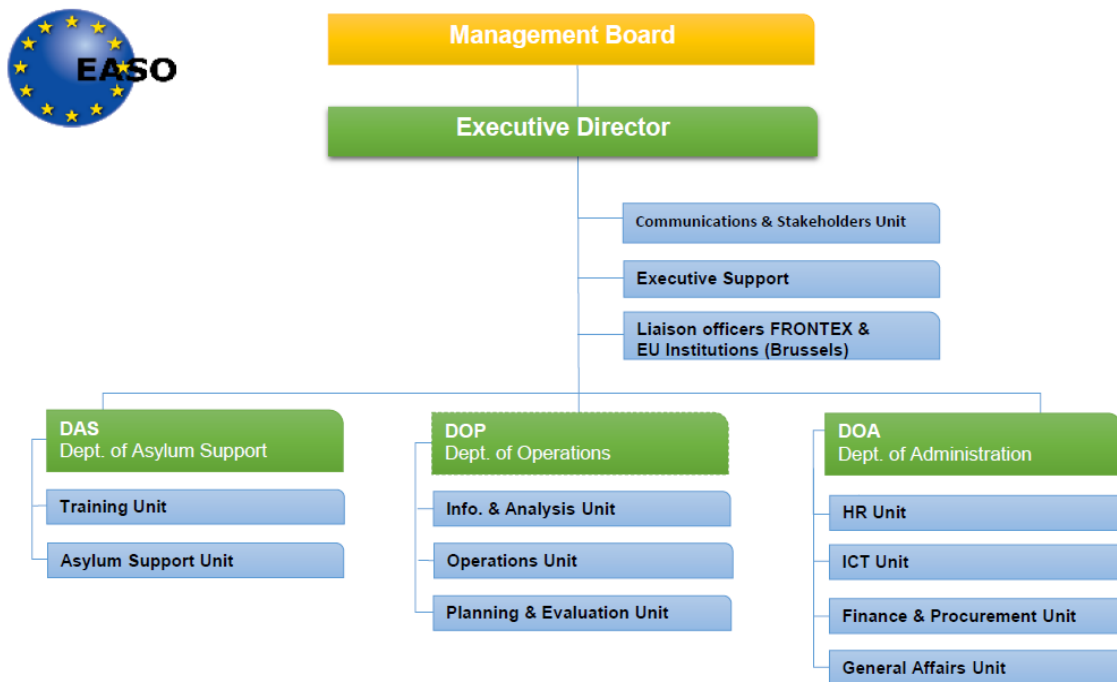 EASO
Management Board
Executive Director
Communications & Stakeholders Unit
Executive Support
Liaison officers FRONTEX &
EU Institutions (Brussels)
DAS
Dept. of Asylum Support
Training Unit
Asylum Support Unit
DOP
Dept. of Operations
Info. & Analysis Unit
Operations Unit
Planning & Evaluation Unit
DOA
Dept. of Administration
HR Unit
ICT Unit
Finance & Procurement Unit
General Affairs Unit